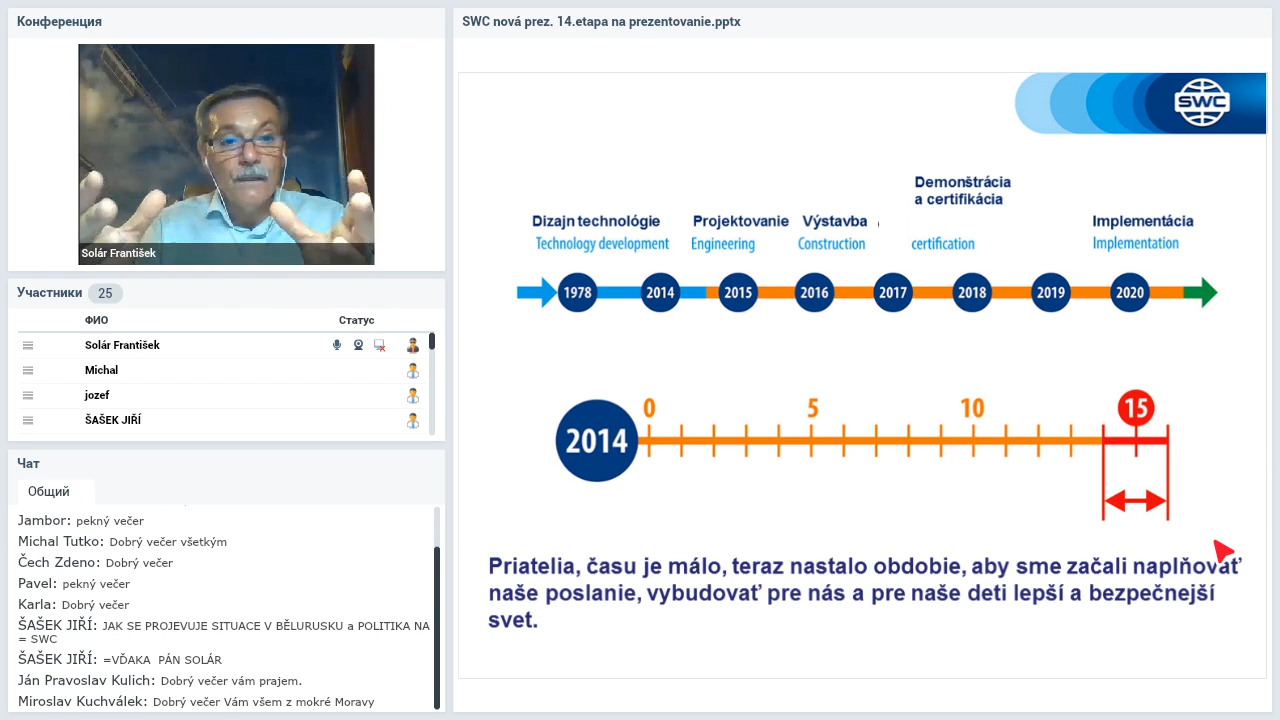 Конференция
Solár František
Участники 25
ФИО Статус
Solár František
Michal
jozef
ŠAŠEK JIŘÍ
Чат
Общий
Jambor: pekný večer
Michal Tutko: Dobrý večer všetkým
Čech Zdeno: Dobrý večer
Pavel: pekný večer
Karla: Dobrý večer
ŠAŠEK JIŘÍ: JAK SE PROJEVUJE SITUACE V BĚLURUSKU a POLITIKA NA
= SWC
ŠAŠEK JIŘÍ: =VĎAKA PÁN SOLÁR
Ján Pravoslav Kulich: Dobrý večer vám prajem.
Miroslav Kuchválek: Dobrý večer Vám všem z mokré Moravy
SWC nová prez. 14.etapa na prezentovanie.pptx
SWC
Demonštrácia
a certifikácia
Dizajn technológie Projektovanie Výstavba , Implementácia
Technology development Engineering Construction certification Implementation
1978 2014 2015 2016 2017 2018 2019 2020
0 5 10 15
2014
Priatelia, času je málo, teraz nastalo obdobie, aby sme začali naplňovať
naše poslanie, vybudovať pre nás a pre naše deti lepší a bezpečnejší
svet.